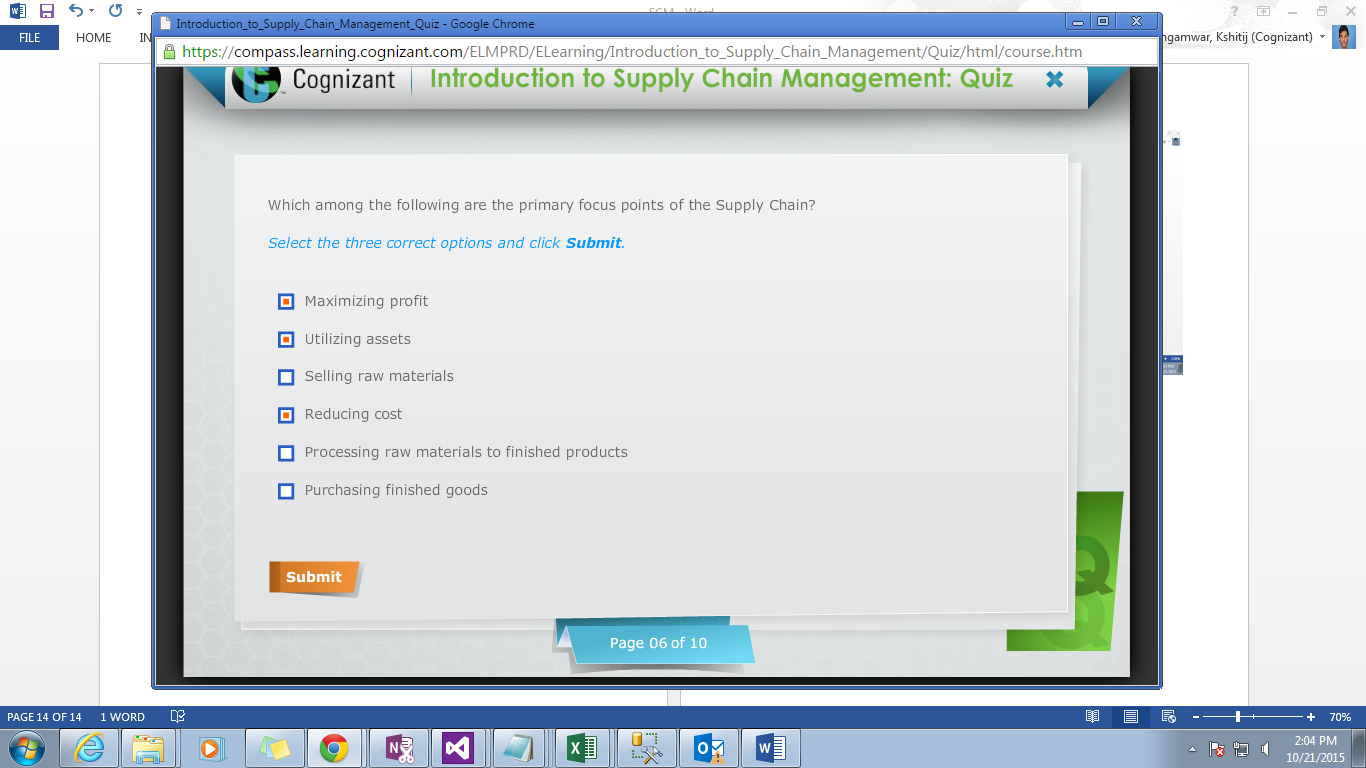 SCM - Word
FILE
HOME
IN
ngamwar, Kshitij (Cognizant)
Introduction_to_Supply_Chain_Management_Quiz - Google Chrome
https://compass.learning.cognizant.com/ELMPRD/ELearning/Introduction_to_Supply_Chain_Management/Quiz/html/course.htm
Cognizant
Introduction to Supply Chain Management: Quiz
Which among the following are the primary focus points of the Supply Chain?
Select the three correct options and click Submit.
Maximizing profit
Utilizing assets
Selling raw materials
Reducing cost
Processing raw materials to finished products
Purchasing finished goods
Submit
Page 06 of 10
PAGE 14 OF 14
1 WORD
70%
2:04 PM
10/21/2015